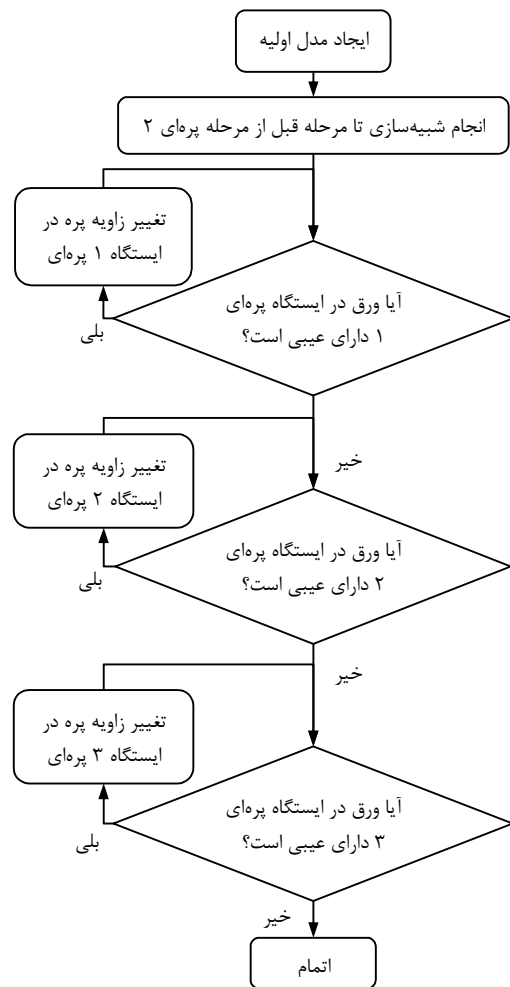 ایجاد مدل اولیه
انجام شبیه‌سازی تا مرحله قبل از مرحله پره‌ای ۲
تغییر زاویه پره در
ایستگاه ۱ پره‌ای
آیا ورق در ایستگاه پره‌ای
۱ دارای عیبی است؟
بلی
خیر
تغییر زاویه پره در
ایستگاه ۲ پره‌ای
آیا ورق در ایستگاه پره‌ای
۲ دارای عیبی است؟
بلی
خیر
تغییر زاویه پره در
ایستگاه ۳ پره‌ای
آیا ورق در ایستگاه پره‌ای
۳ دارای عیبی است؟
بلی
خیر
اتمام